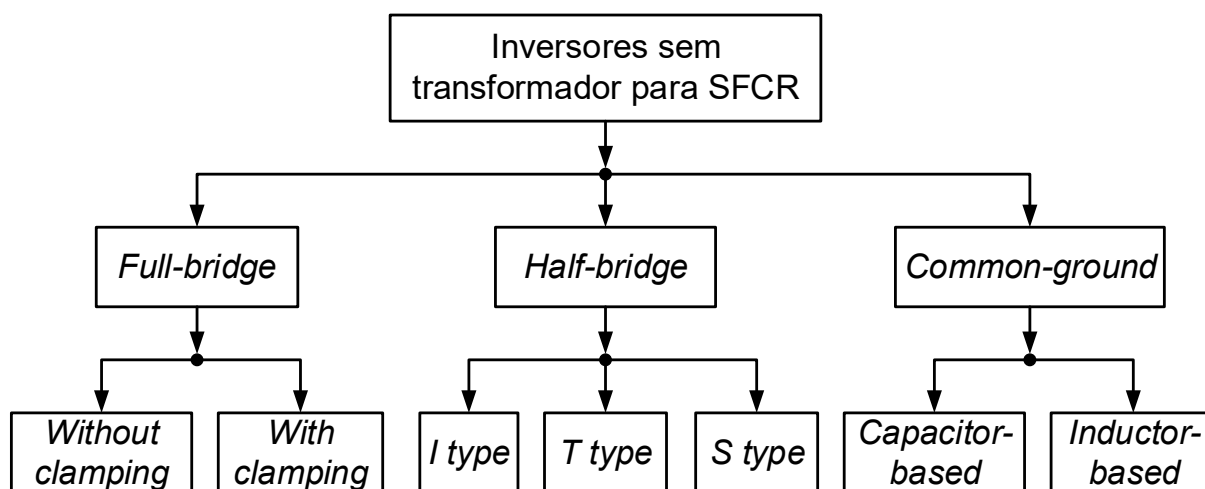 Inversores sem
transformador para SFCR
Full-bridge
Half-bridge
Common-ground
Without
clamping
With
clamping
I type
T type
S type
Capacitor-
based
Inductor-
based